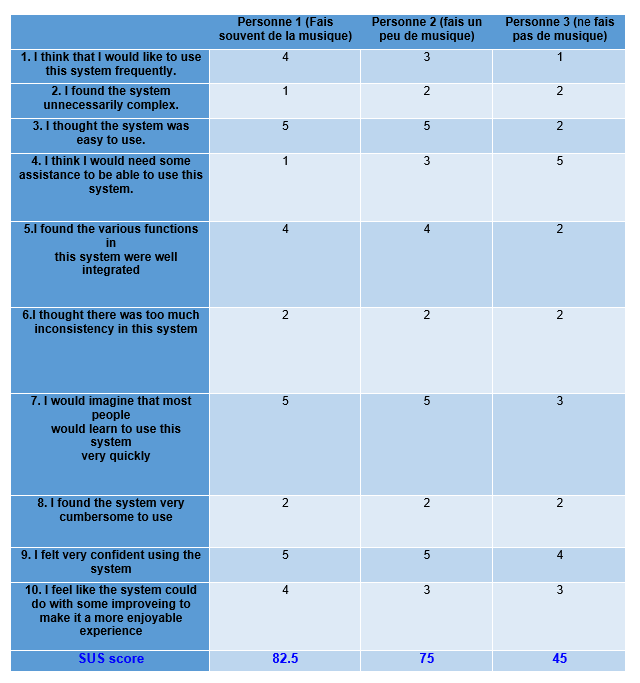 Personne 1 (Fais Personne 2 (fais un Personne 3 (ne fais
souvent de la musique) peu de musique) pas de musique)
1. I think that I would like to use 4 3 1
this system frequently.
2. I found the system 1 2 2
unnecessarily complex.
3. I thought the system was 5 5 2
easy to use.
4. I think I would need some 1 3 5
assistance to be able to use this
system.
5.I found the various functions 4 4 2
in
this system were well
integrated
6.I thought there was too much 2 2 2
inconsistency in this system
7. I would imagine that most 5 5 3
people
would learn to use this
system
very quickly
8. I found the system very 2 2 2
cumbersome to use
9. I felt very confident using the 5 5 4
system
10. I feel like the system could 4 3 3
do with some improveing to
make it a more enjoyable
experience
SUS score 82.5 75 45